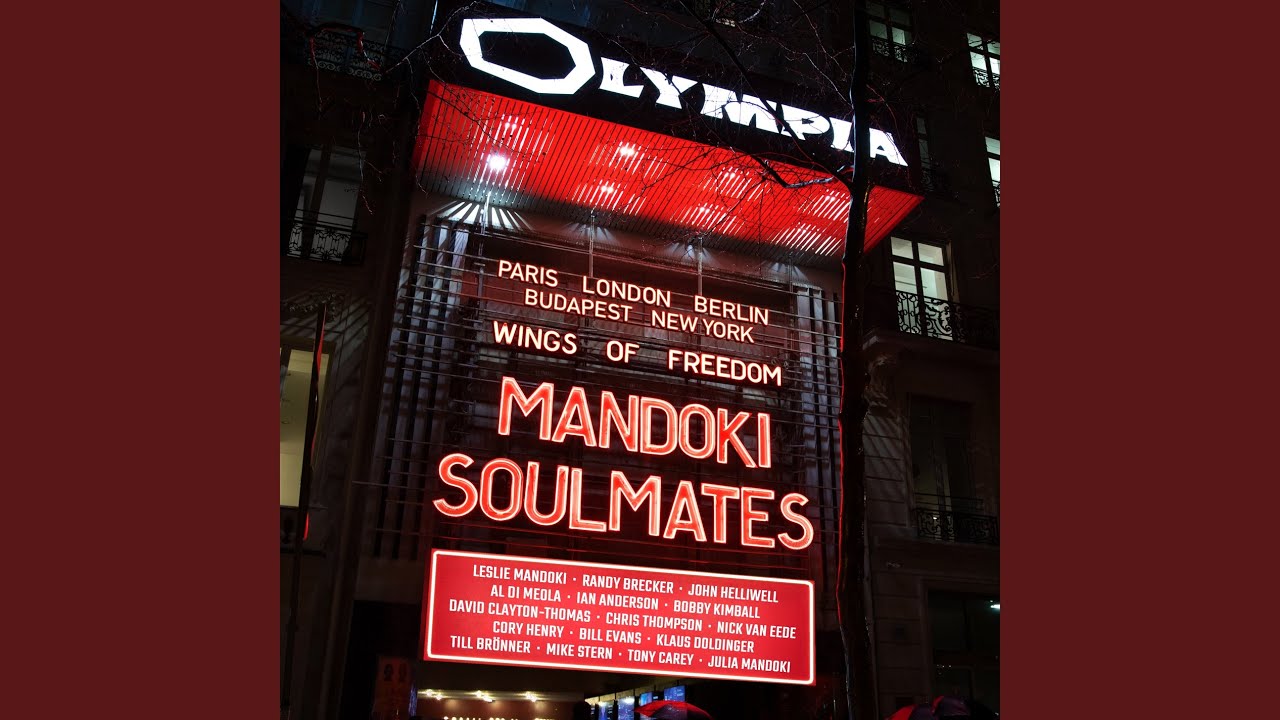 OLYMPIA
PARIS LONDON BERLIN
BUDAPEST NEW YORK
WINGS OF FREEDOM
MANDOKI
SOULMATES
LESLIE MANDOKI · RANDY BRECKER · JOHN HELLIWELL
AL DI MEOLA · IAN ANDERSON · BOBBY KIMBALL
DAVID CLAYTON-THOMAS · CHRIS THOMPSON · NICK VAN EEDE
CORY HENRY · BILL EVANS · KLAUS DOLDINGER
TILL BRÖNNER · MIKE STERN · TONY CAREY · JULIA MANDOKI